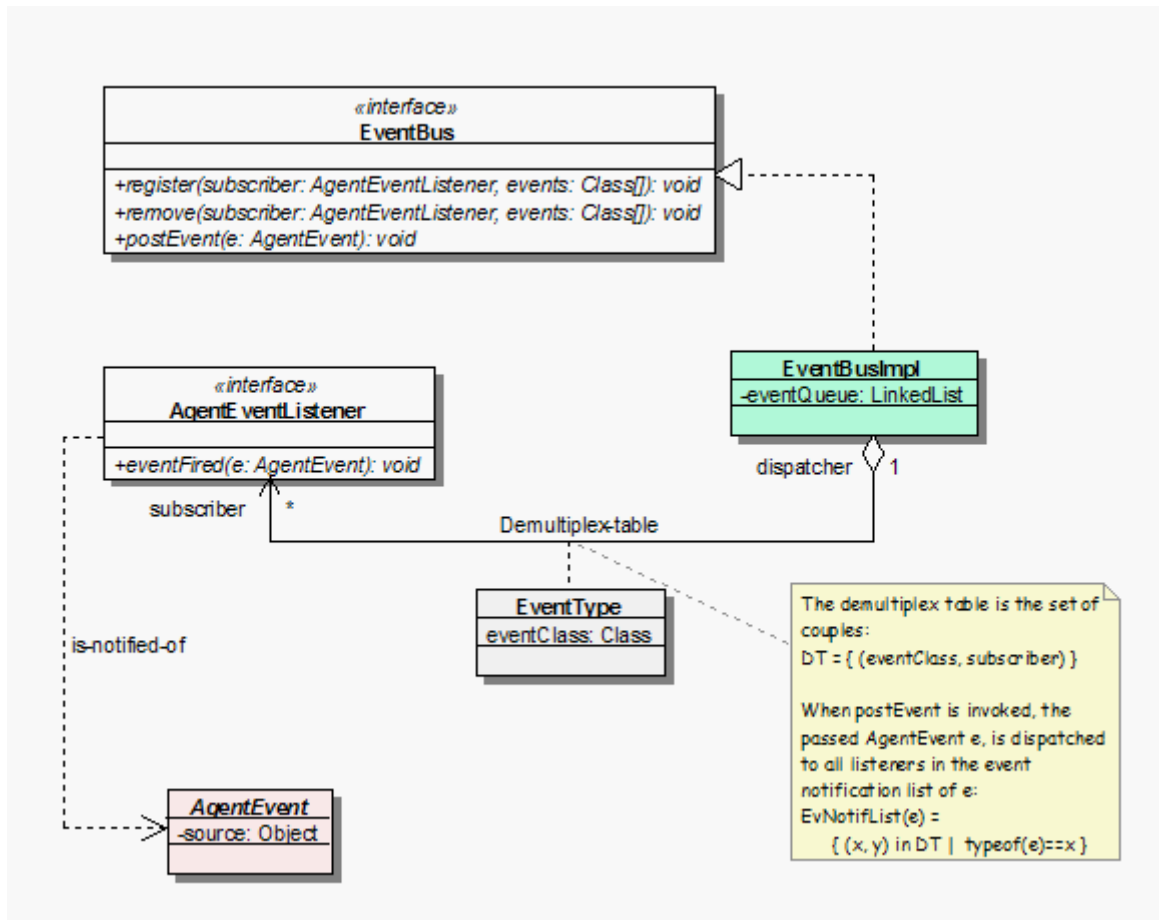 «interface»
EventBus
+register(subscriber: AgentEventListener, events: Class[]): void
+remove(subscriber: AgentEventListener, events: Class[]): void
+postEvent(e: AgentEvent): void
EventBusImpl
-eventQueue: LinkedList
«interface»
AgentEventListener
+eventFired(e: AgentEvent): void
dispatcher 1
subscriber *
Demultiplex-table
EventType
eventClass: Class
The demultiplex table is the set of
couples:
DT = { (eventClass, subscriber) }
When postEvent is invoked, the
passed AgentEvent e, is dispatched
to all listeners in the event
notification list of e:
EvNotifList(e) =
{ (x, y) in DT | typeof(e)==x }
is-notified-of
AgentEvent
-source: Object